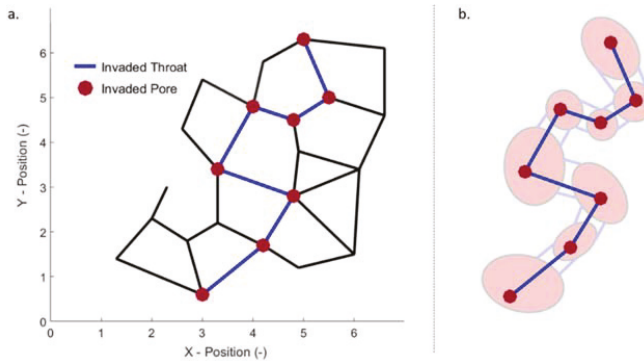 a.
b.
Invaded Throat
Invaded Pore
Y - Position (-)
6
5
4
3
2
1
0
0 1 2 3 4 5 6
X - Position (-)